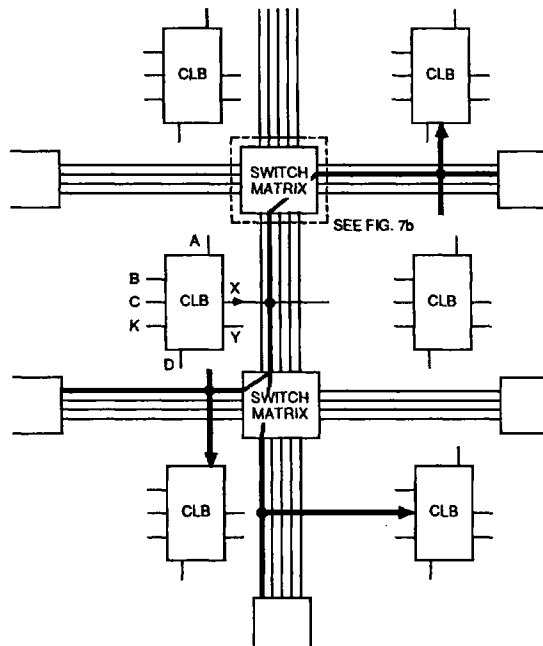 CLB
CLB
SWITCH
MATRIX
SEE FIG. 7b
A
B
C
K
CLB
X
Y
D
CLB
SWITCH
MATRIX
CLB
CLB